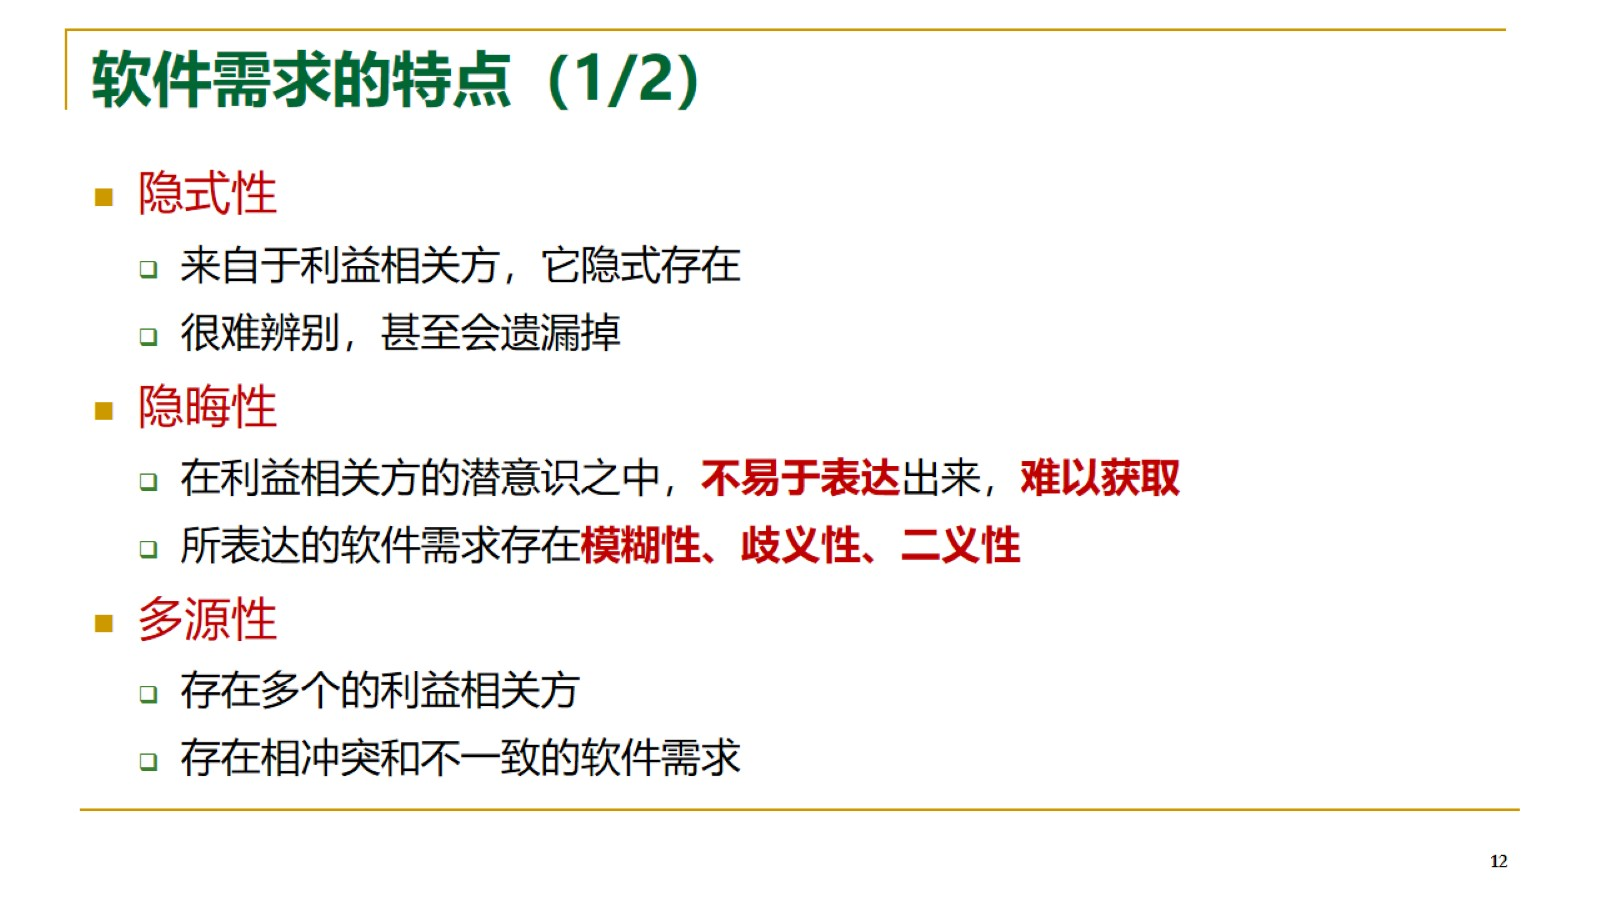 软件需求的特点（1/2）
隐式性
来自于利益相关方，它隐式存在
很难辨别，甚至会遗漏掉
隐晦性
在利益相关方的潜意识之中，不易于表达出来，难以获取
所表达的软件需求存在模糊性、歧义性、二义性
多源性
存在多个的利益相关方
存在相冲突和不一致的软件需求
12